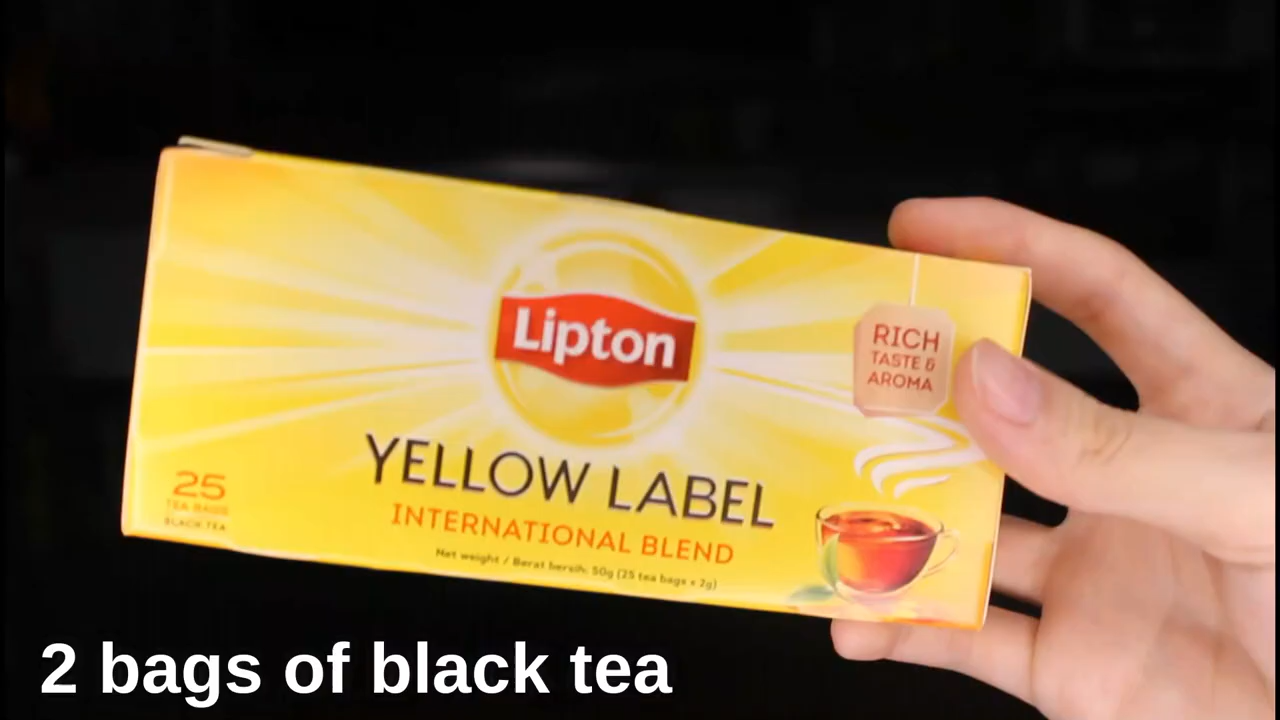 Lipton
RICH
TASTE &
AROMA
YELLOW LABEL
INTERNATIONAL BLEND
25
TEA BAGS
BLACK TEA
Net weight / Berat bersih: 50g (25 tea bags x 2g)
2 bags of black tea